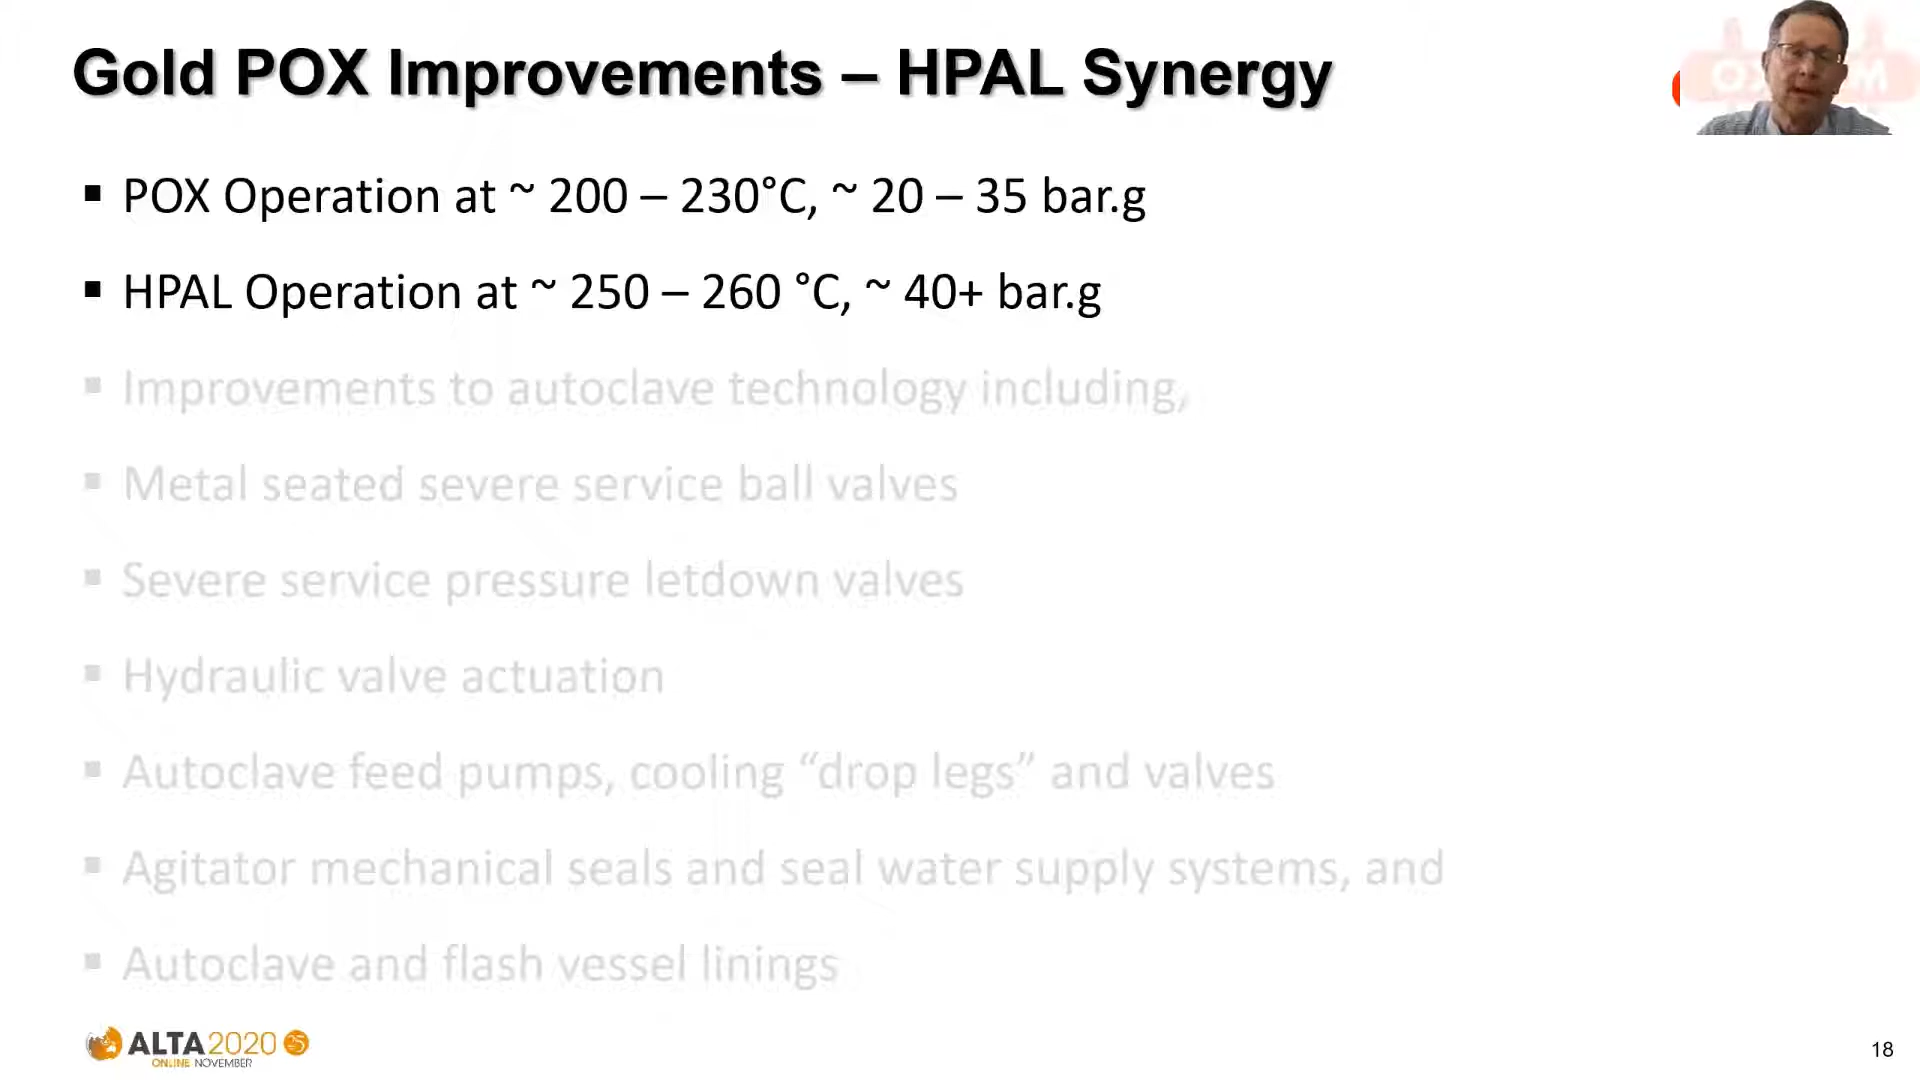 Gold POX Improvements – HPAL Synergy
▪ POX Operation at ~ 200 – 230°C, ~ 20 – 35 bar.g
▪ HPAL Operation at ~ 250 – 260 °C, ~ 40+ bar.g
▪ Improvements to autoclave technology including,
▪ Metal seated severe service ball valves
▪ Severe service pressure letdown valves
▪ Hydraulic valve actuation
▪ Autoclave feed pumps, cooling “drop legs” and valves
▪ Agitator mechanical seals and seal water supply systems, and
▪ Autoclave and flash vessel linings
ALTA 2020 25
ONLINE NOVEMBER
18